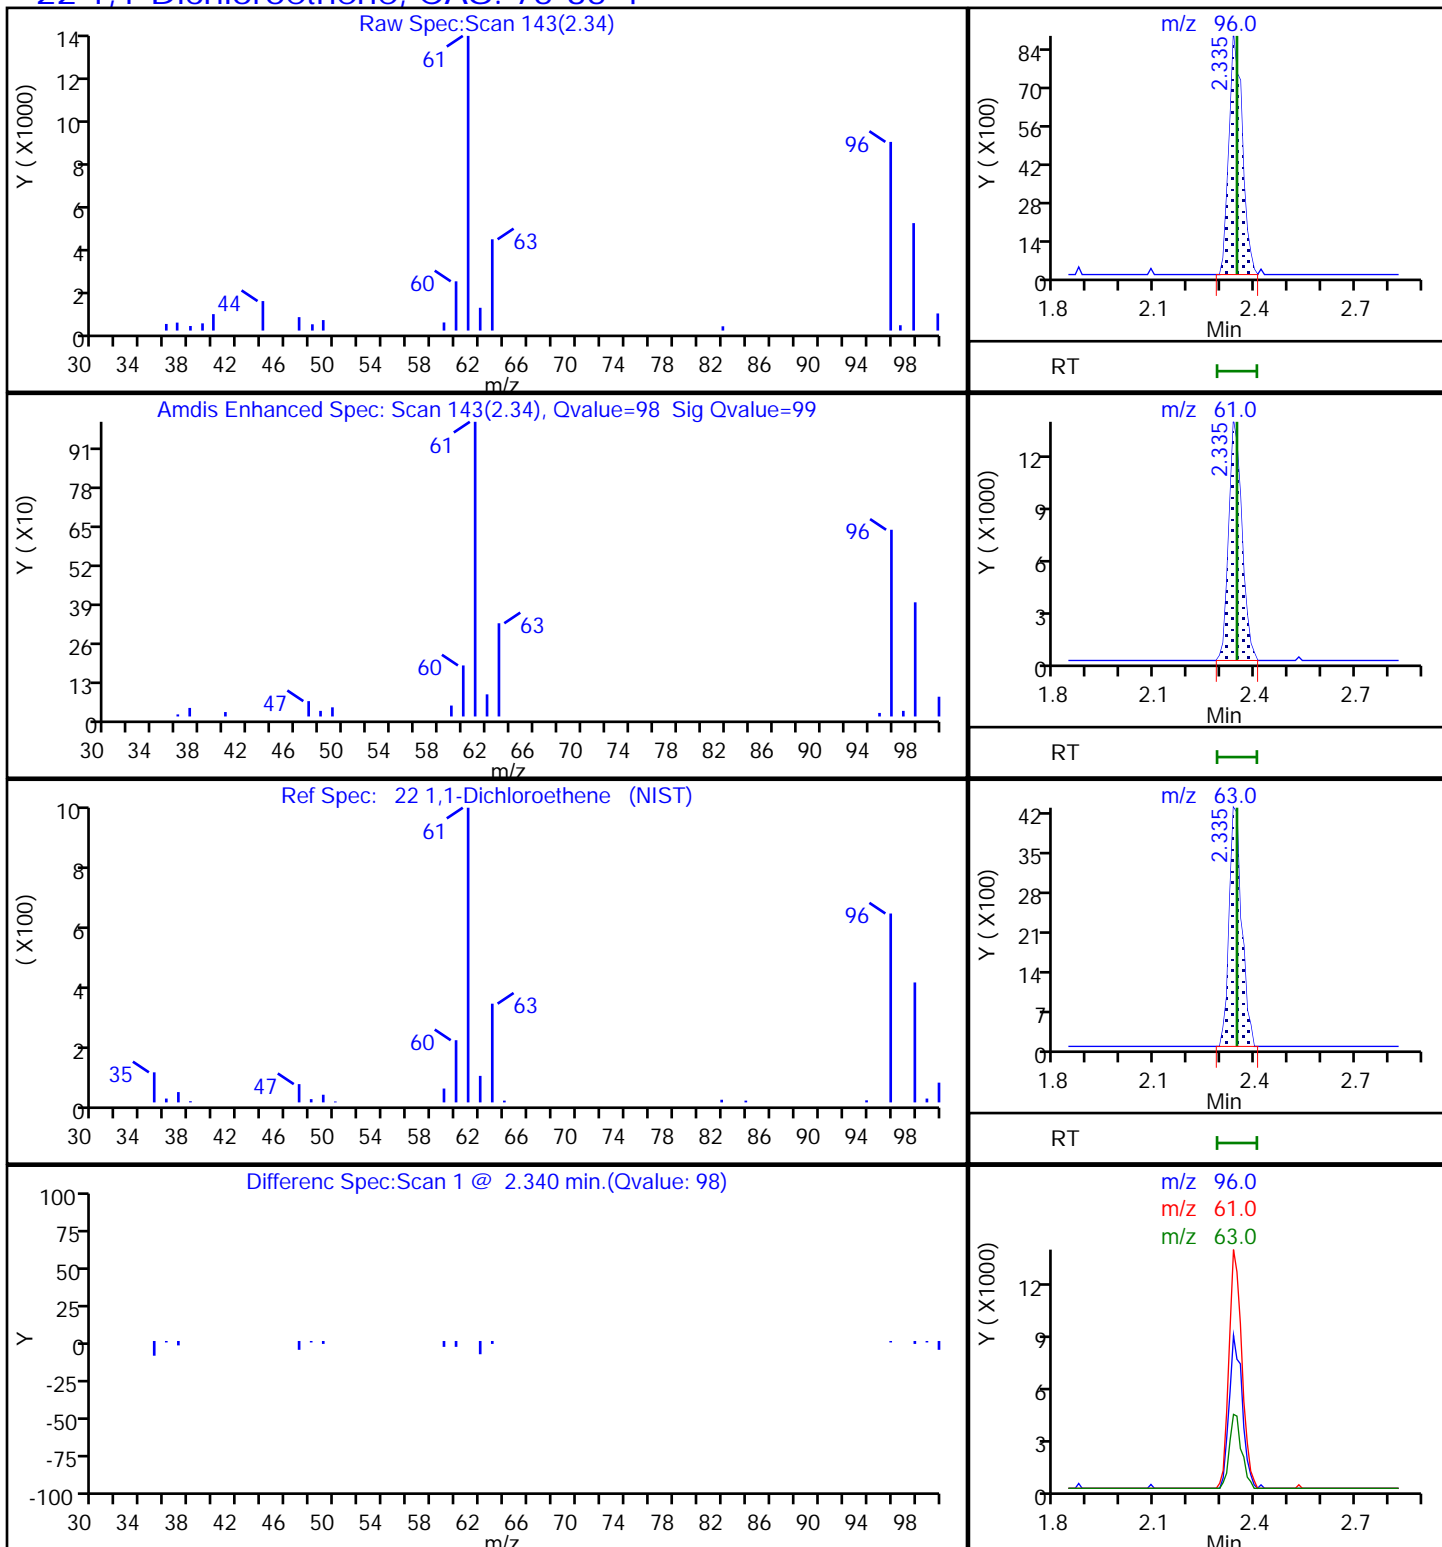 22 1,1-Dichloroethene, CAS: 75-35-4
Raw Spec:Scan 143(2.34)
Y ( X1000)
14
12
10
8
6
4
2
0
61
96
63
60
44
30 34 38 42 46 50 54 58 62 66 70 74 78 82 86 90 94 98
m/z
m/z 96.0
Y ( X100)
84
70
56
42
28
14
0
2.335
1.8 2.1 2.4 2.7
Min
RT
Amdis Enhanced Spec: Scan 143(2.34), Qvalue=98 Sig Qvalue=99
Y ( X10)
91
78
65
52
39
26
13
0
61
96
63
60
47
30 34 38 42 46 50 54 58 62 66 70 74 78 82 86 90 94 98
m/z
m/z 61.0
Y ( X1000)
12
9
6
3
0
2.335
1.8 2.1 2.4 2.7
Min
RT
Ref Spec: 22 1,1-Dichloroethene (NIST)
( X100)
10
8
6
4
2
0
61
96
63
60
35
47
30 34 38 42 46 50 54 58 62 66 70 74 78 82 86 90 94 98
m/z
m/z 63.0
Y ( X100)
42
35
28
21
14
7
0
2.335
1.8 2.1 2.4 2.7
Min
RT
Differenc Spec:Scan 1 @ 2.340 min.(Qvalue: 98)
Y
100
75
50
25
0
-25
-50
-75
-100
30 34 38 42 46 50 54 58 62 66 70 74 78 82 86 90 94 98
m/z
m/z 96.0
m/z 61.0
m/z 63.0
Y ( X1000)
12
9
6
3
0
1.8 2.1 2.4 2.7
Min